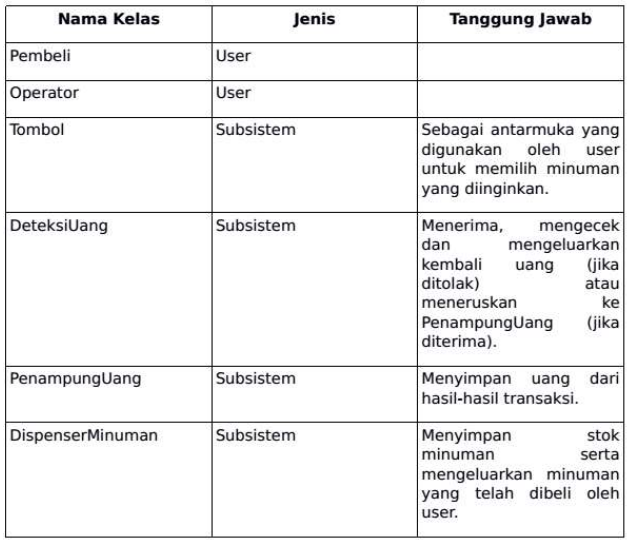 Nama Kelas Jenis Tanggung Jawab
Pembeli User
Operator User
Tombol Subsistem Sebagai antarmuka yang
digunakan oleh user
untuk memilih minuman
yang diinginkan.
DeteksiUang Subsistem Menerima, mengecek
dan mengeluarkan
kembali uang (jika
ditolak) atau
meneruskan ke
PenampungUang (jika
diterima).
PenampungUang Subsistem Menyimpan uang dari
hasil-hasil transaksi.
DispenserMinuman Subsistem Menyimpan stok
minuman serta
mengeluarkan minuman
yang telah dibeli oleh
user.